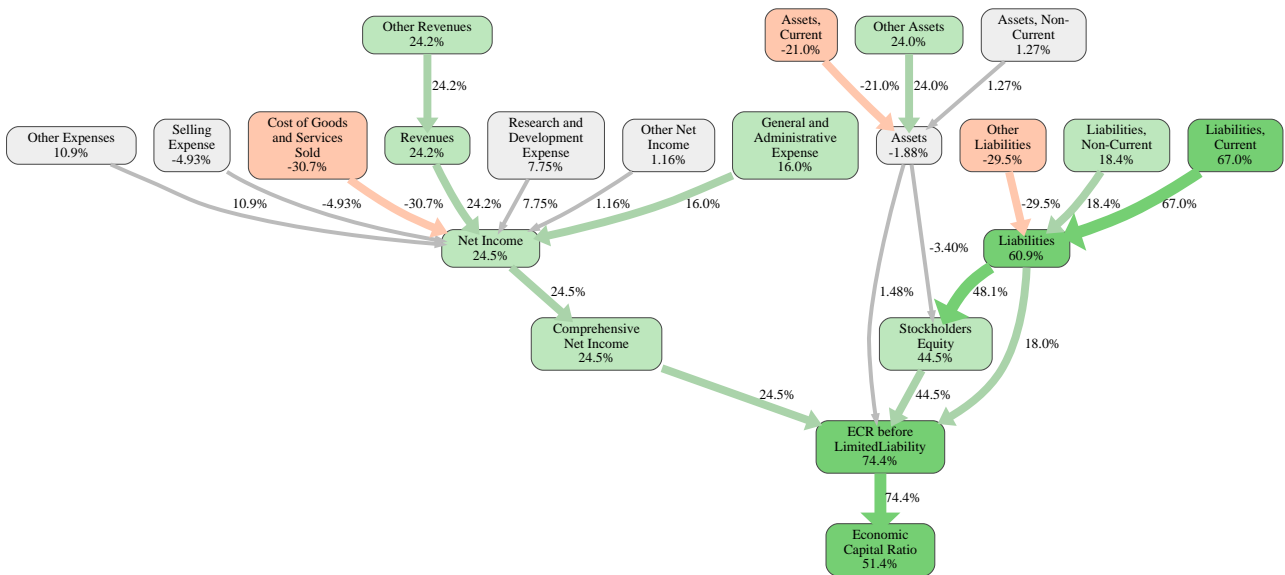 Other Revenues
24.2%
Assets,
Current
-21.0%
Other Assets
24.0%
Assets, Non-
Current
1.27%
24.2%
-21.0%
24.0%
1.27%
Other Expenses
10.9%
Selling
Expense
-4.93%
Cost of Goods
and Services
Sold
-30.7%
Revenues
24.2%
Research and
Development
Expense
7.75%
Other Net
Income
1.16%
General and
Administrative
Expense
16.0%
Assets
-1.88%
Other
Liabilities
-29.5%
Liabilities,
Non-Current
18.4%
Liabilities,
Current
67.0%
10.9%
-4.93%
-30.7%
24.2%
7.75%
1.16%
16.0%
-29.5%
18.4%
67.0%
Net Income
24.5%
Liabilities
60.9%
24.5%
1.48%
-3.40%
48.1%
18.0%
Comprehensive
Net Income
24.5%
Stockholders
Equity
44.5%
24.5%
44.5%
ECR before
LimitedLiability
74.4%
74.4%
Economic
Capital Ratio
51.4%